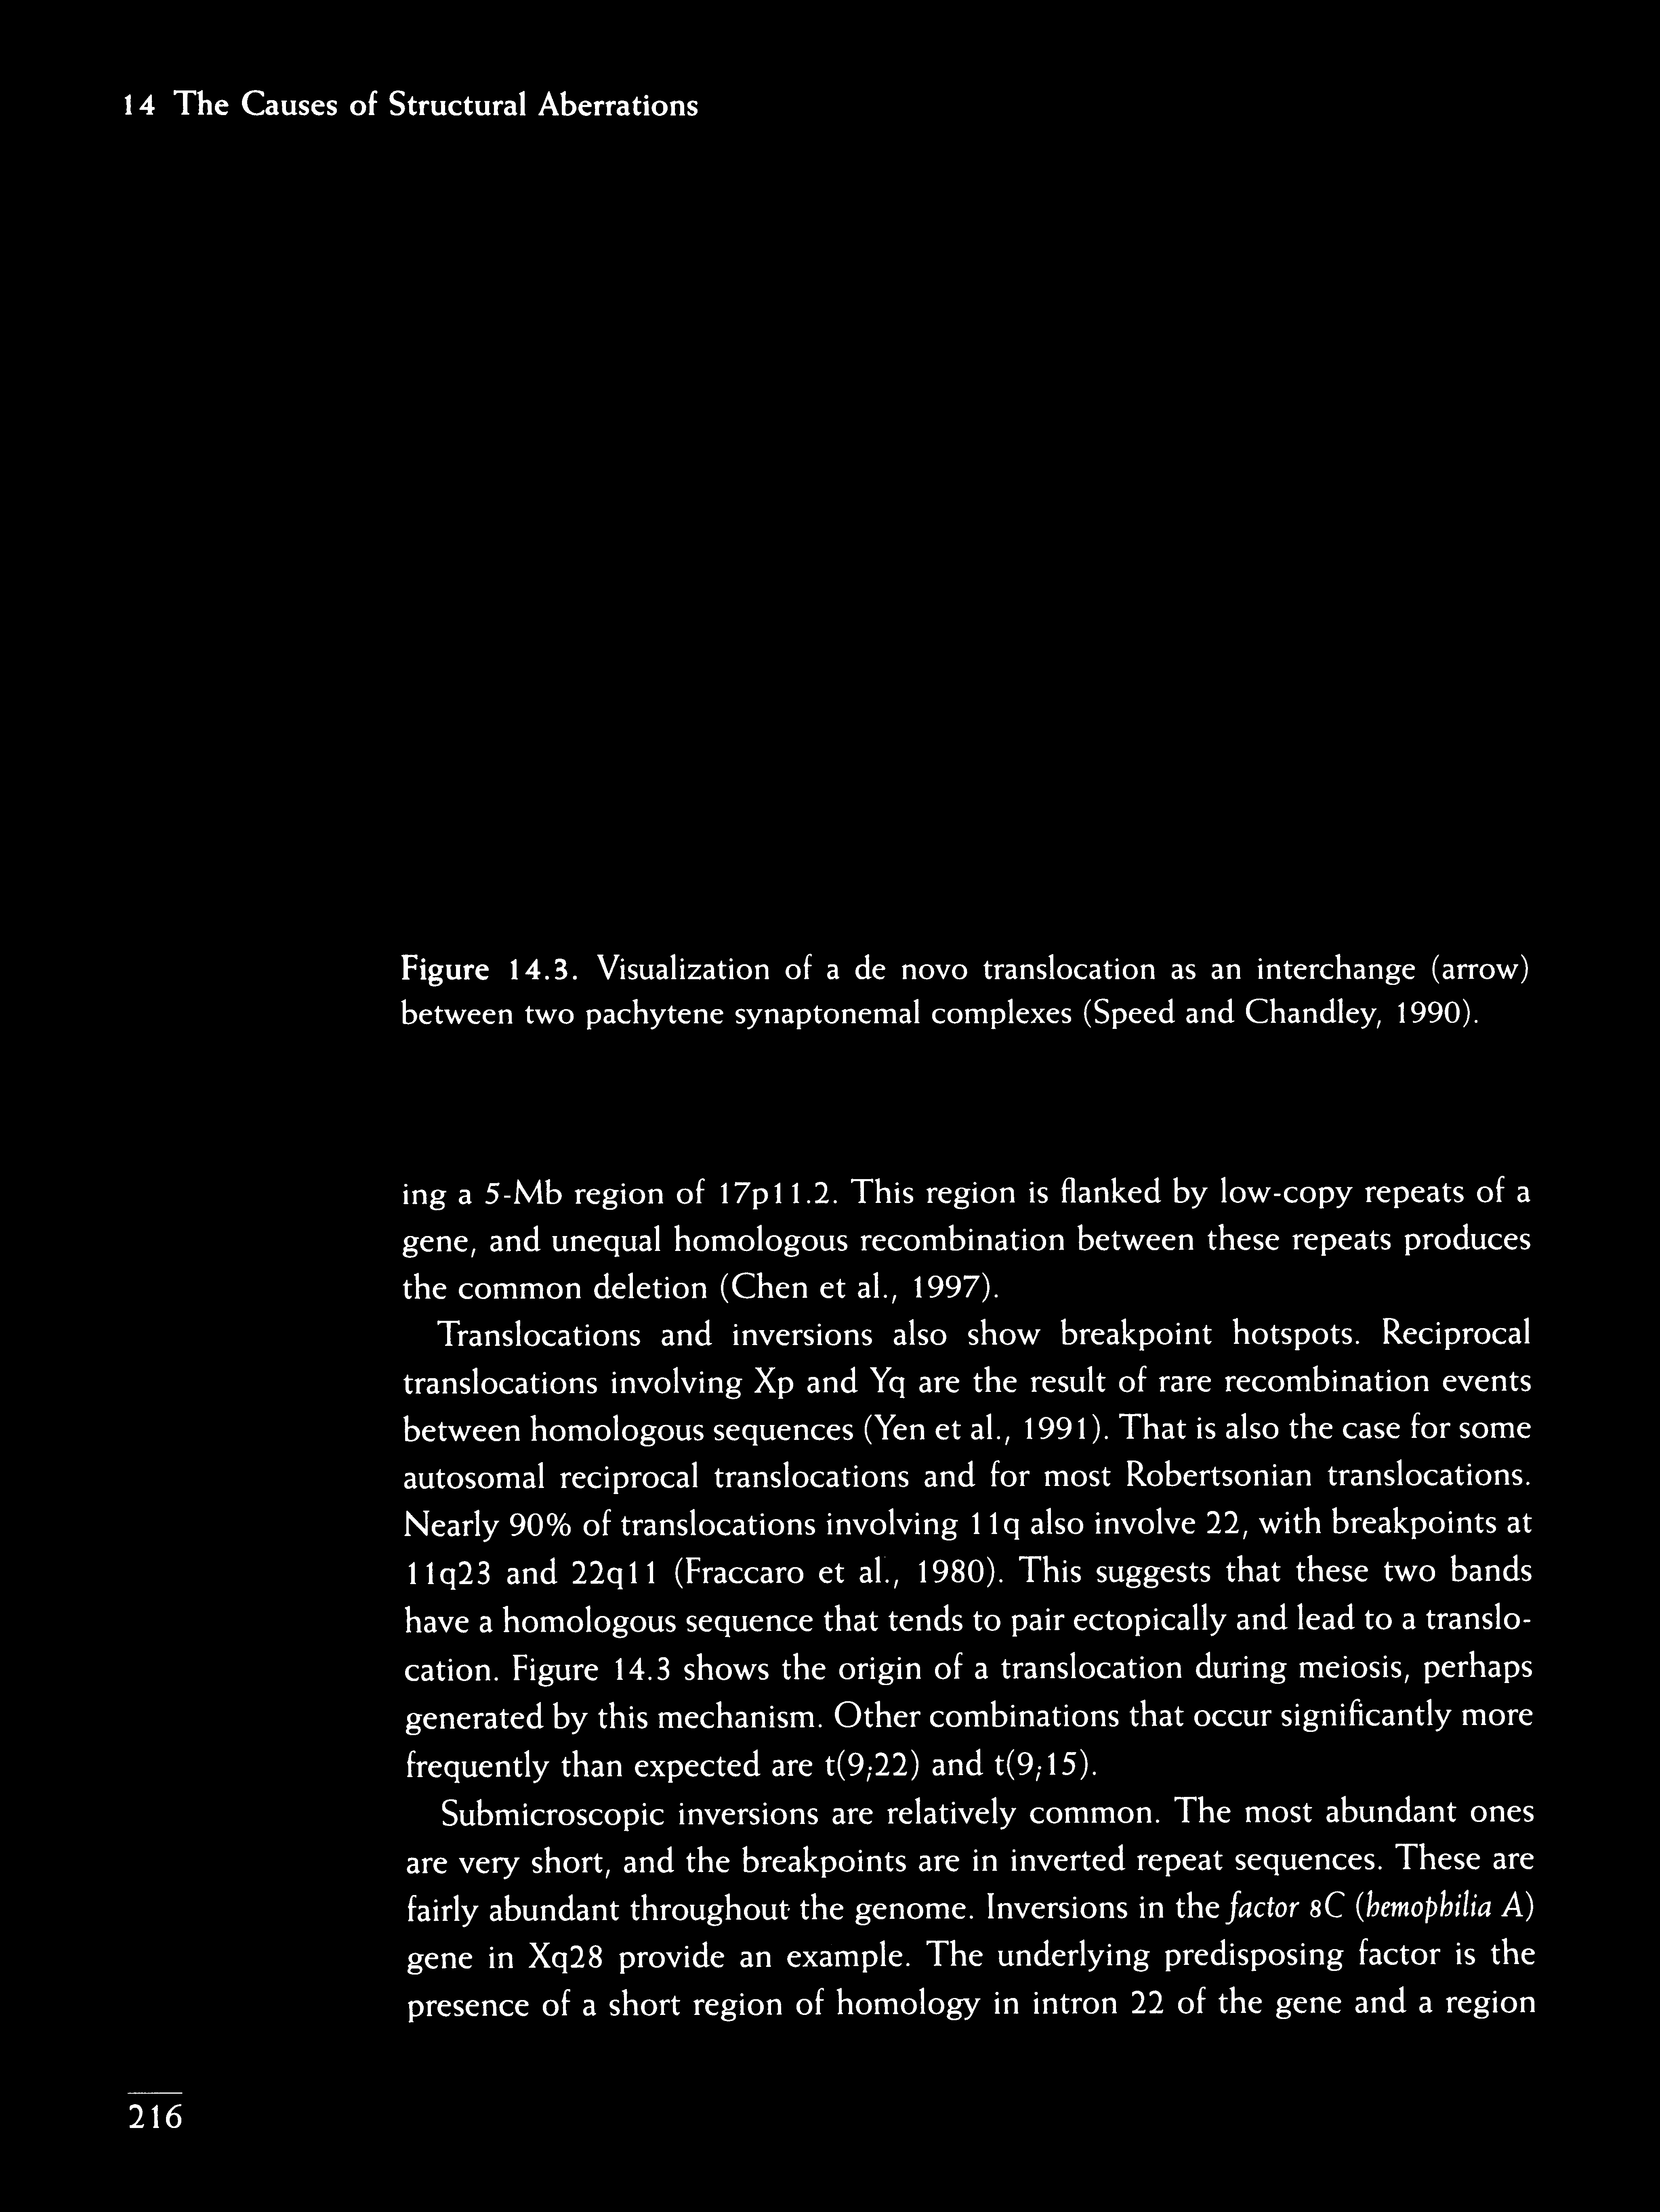 14 The Causes of Structural Aberrations
Figure 14.3. Visualization of a de novo translocation as an interchange (arrow)
between two pachytene synaptonemal complexes (Speed and Chandley, 1990).
ing a 5-Mb region of 17p11.2. This region is flanked by low-copy repeats of a
gene, and unequal homologous recombination between these repeats produces
the common deletion (Chen et al., 1997).
Translocations and inversions also show breakpoint hotspots. Reciprocal
translocations involving Xp and Yq are the result of rare recombination events
between homologous sequences (Yen et al., 1991). That is also the case for some
autosomal reciprocal translocations and for most Robertsonian translocations.
Nearly 90% of translocations involving 11q also involve 22, with breakpoints at
11q23 and 22q11 (Fraccaro et al., 1980). This suggests that these two bands
have a homologous sequence that tends to pair ectopically and lead to a translo-
cation. Figure 14.3 shows the origin of a translocation during meiosis, perhaps
generated by this mechanism. Other combinations that occur significantly more
frequently than expected are t(9;22) and t(9;15).
Submicroscopic inversions are relatively common. The most abundant ones
are very short, and the breakpoints are in inverted repeat sequences. These are
fairly abundant throughout the genome. Inversions in the factor 8C (hemophilia A)
gene in Xq28 provide an example. The underlying predisposing factor is the
presence of a short region of homology in intron 22 of the gene and a region
216